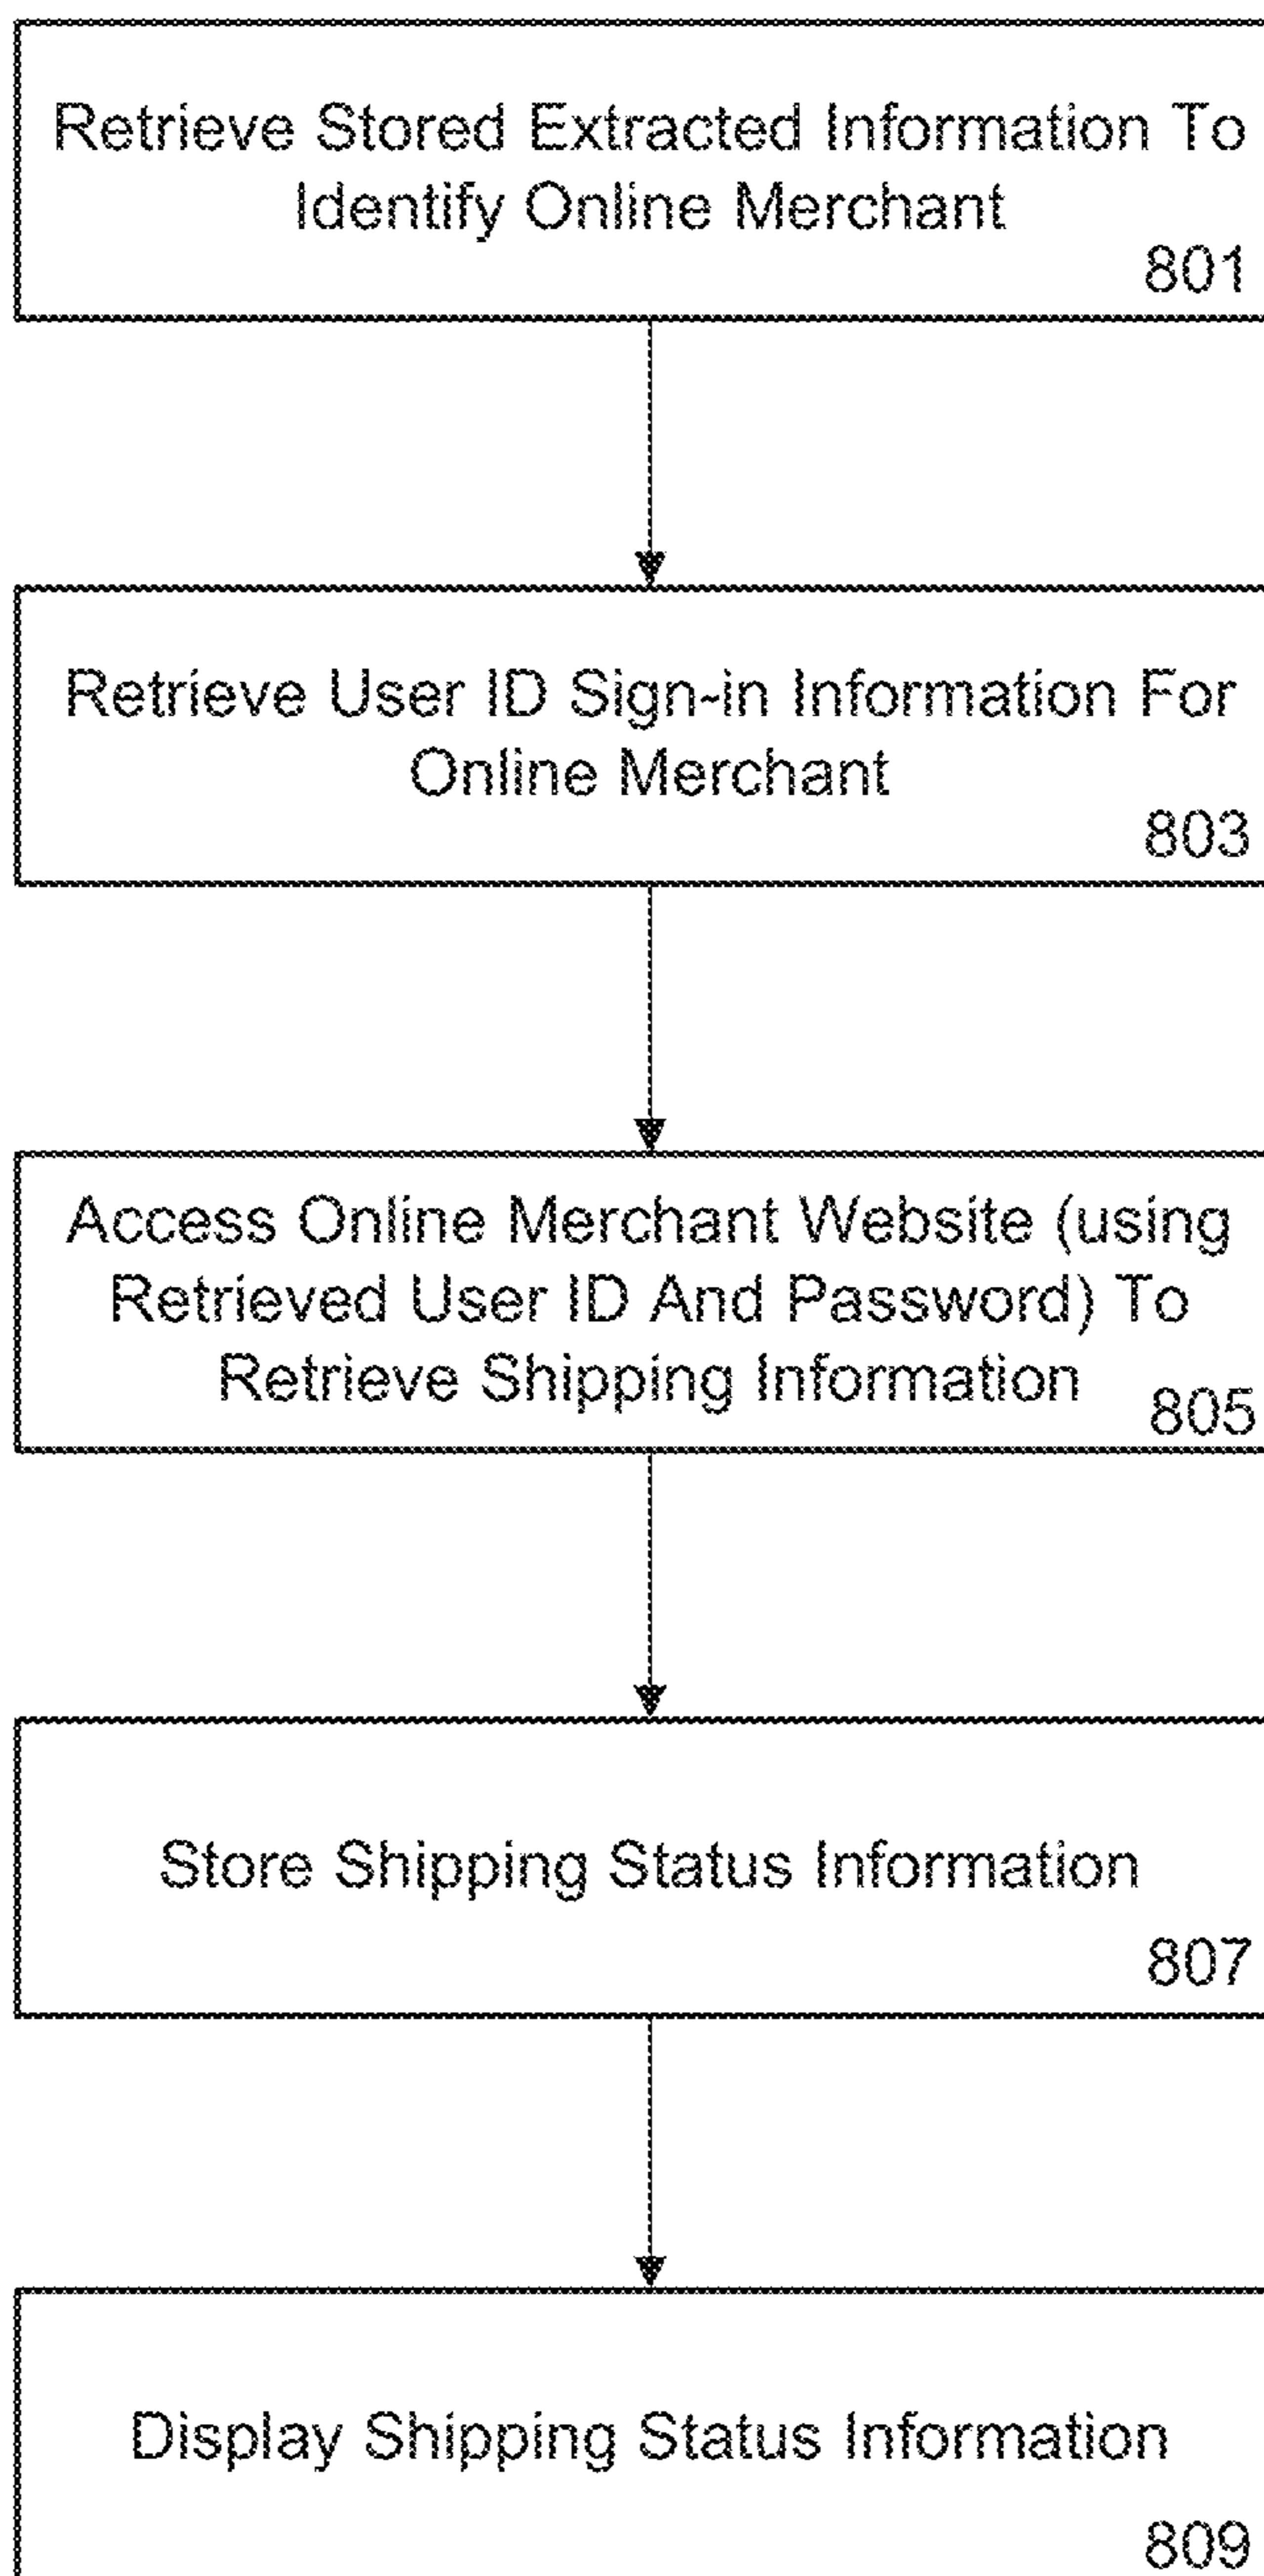 Retrieve Stored Extracted Information To
Identify Online Merchant
801
Retrieve User ID Sign-in Information For
Online Merchant
803
Access Online Merchant Website (using
Retrieved User ID And Password) To
Retrieve Shipping Information
805
Store Shipping Status Information
807
Display Shipping Status Information
809